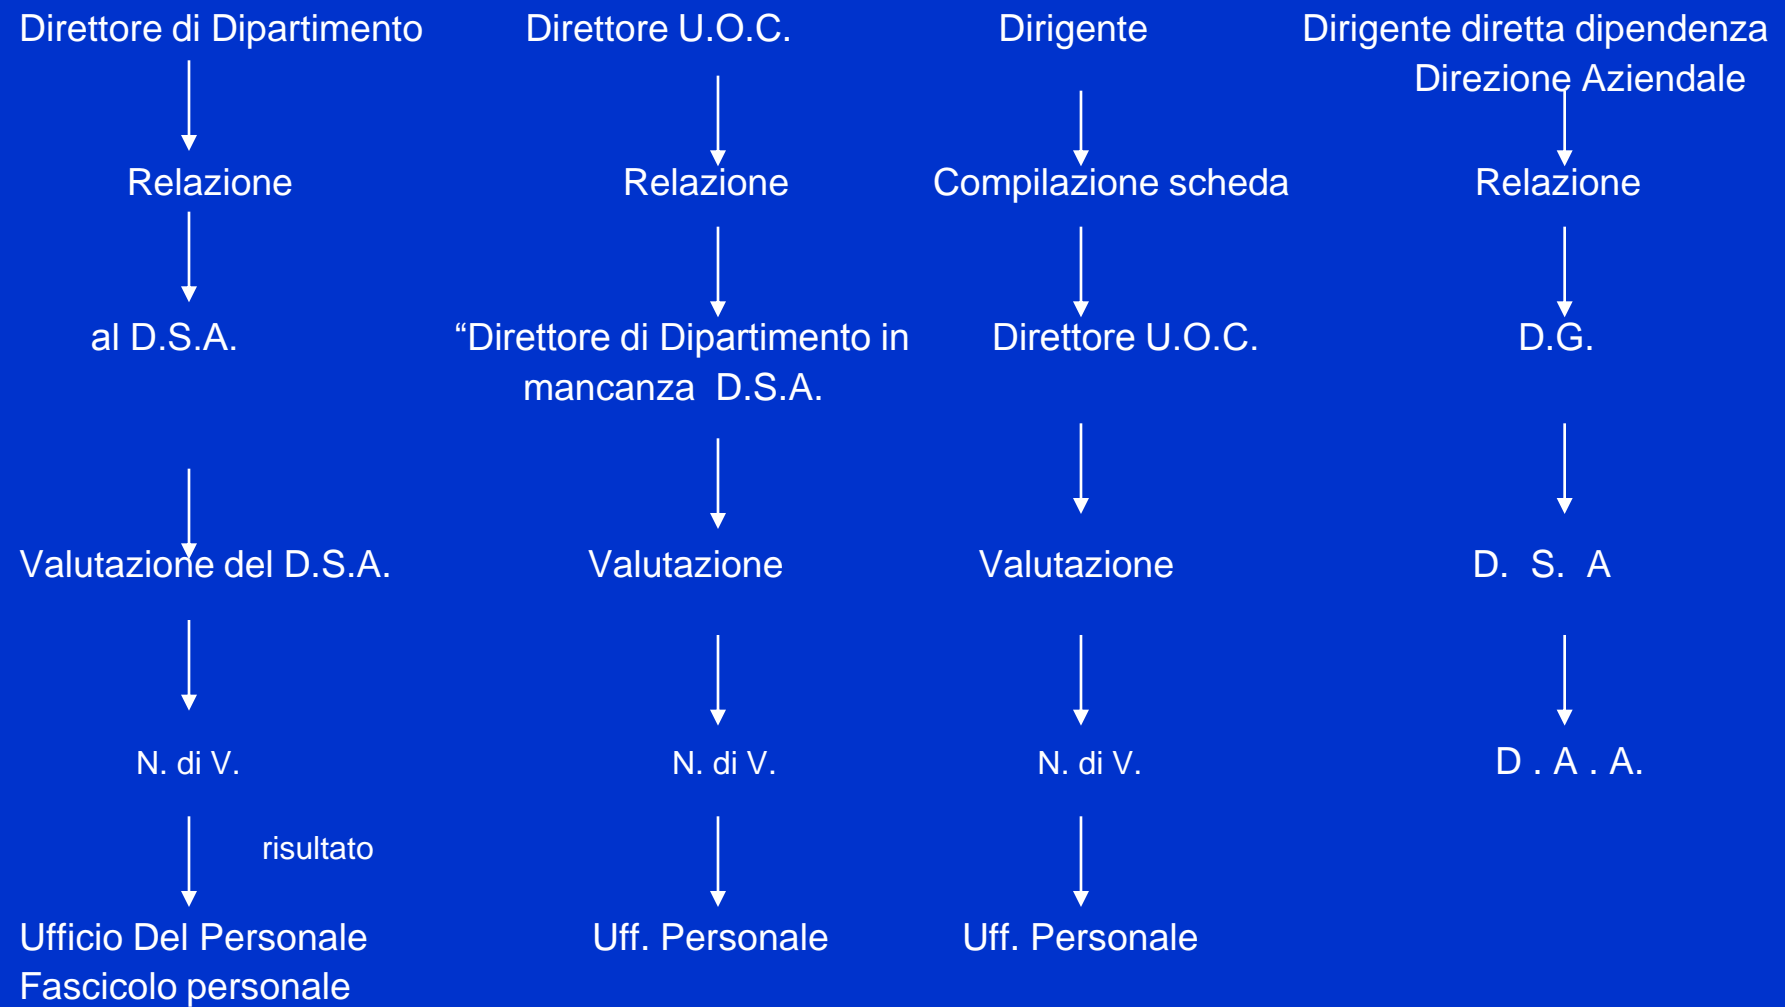 Direttore di Dipartimento Direttore U.O.C. Dirigente Dirigente diretta dipendenza
Direzione Aziendale
Relazione Relazione Compilazione scheda Relazione
al D.S.A. “Direttore di Dipartimento in Direttore U.O.C. D.G.
mancanza D.S.A.
Valutazione del D.S.A. Valutazione Valutazione D. S. A
N. di V. N. di V. N. di V. D . A . A.
risultato
Ufficio Del Personale Uff. Personale Uff. Personale
Fascicolo personale